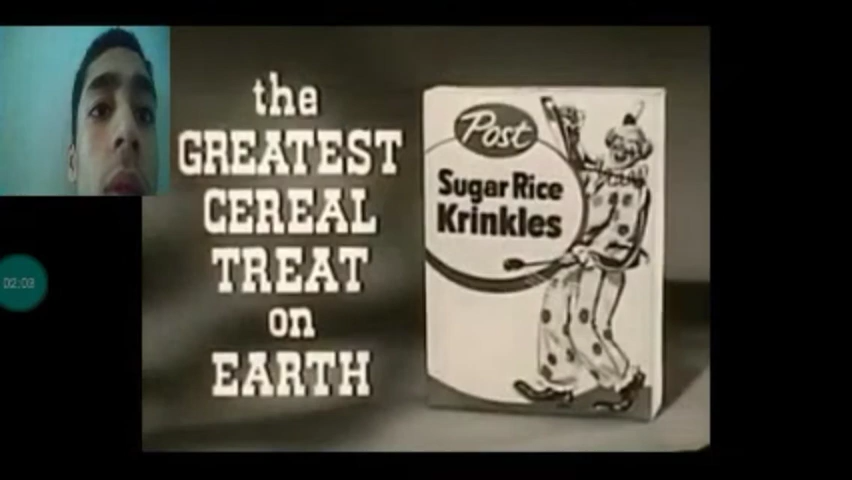 the
GREATEST
CEREAL
TREAT
on
EARTH
Post
Sugar Rice
Krinkles
02:03